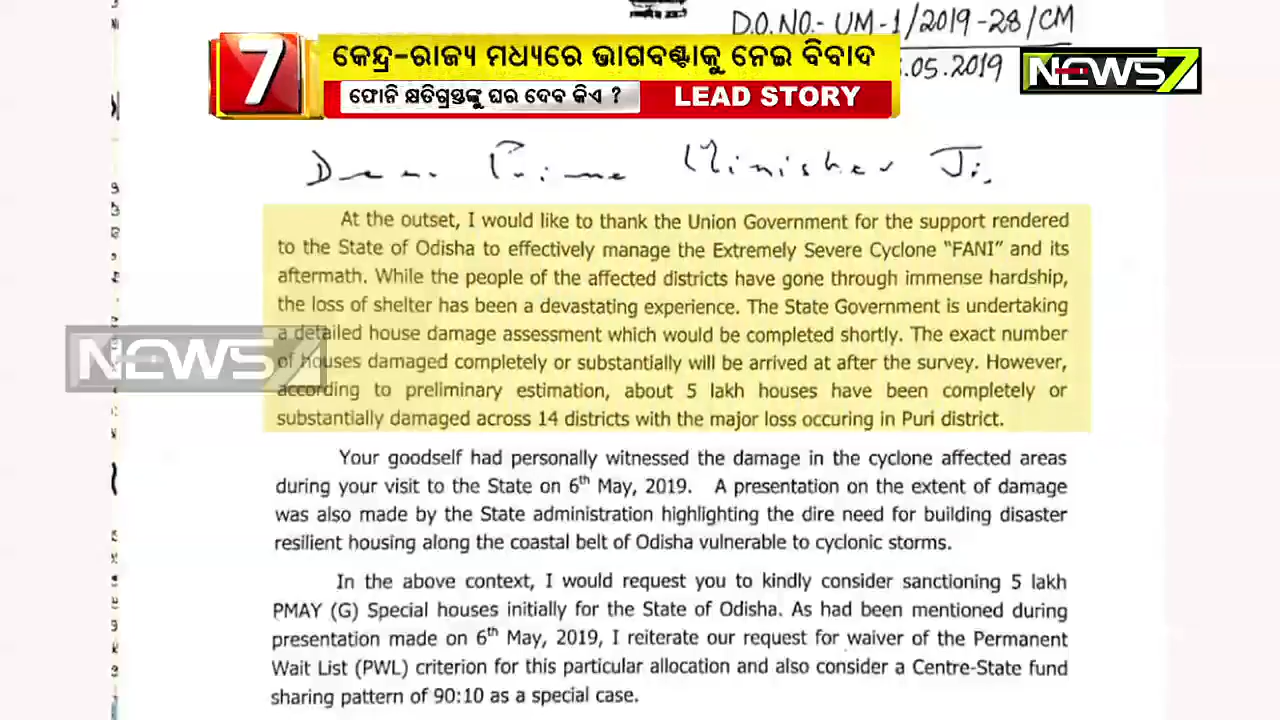 D.O.NO.- UM-1/2019-28/CM
7
କେନ୍ଦ୍ର-ରାଜ୍ୟ ମଧ୍ୟରେ ଭାଗବଣ୍ଟାକୁ ନେଇ ବିବାଦ
.05.2019
NEWS7
ଫୋନି କ୍ଷତିଗ୍ରସ୍ତଙ୍କୁ ଘର ଦେବ କିଏ ?
LEAD STORY
Dear Prime Minister Ji,
At the outset, I would like to thank the Union Government for the support rendered
to the State of Odisha to effectively manage the Extremely Severe Cyclone “FANI” and its
aftermath. While the people of the affected districts have gone through immense hardship,
the loss of shelter has been a devastating experience. The State Government is undertaking
a detailed house damage assessment which would be completed shortly. The exact number
of houses damaged completely or substantially will be arrived at after the survey. However,
according to preliminary estimation, about 5 lakh houses have been completely or
substantially damaged across 14 districts with the major loss occuring in Puri district.
NEWS7
Your goodself had personally witnessed the damage in the cyclone affected areas
during your visit to the State on 6th May, 2019. A presentation on the extent of damage
was also made by the State administration highlighting the dire need for building disaster
resilient housing along the coastal belt of Odisha vulnerable to cyclonic storms.
In the above context, I would request you to kindly consider sanctioning 5 lakh
PMAY (G) Special houses initially for the State of Odisha. As had been mentioned during
presentation made on 6th May, 2019, I reiterate our request for waiver of the Permanent
Wait List (PWL) criterion for this particular allocation and also consider a Centre-State fund
sharing pattern of 90:10 as a special case.